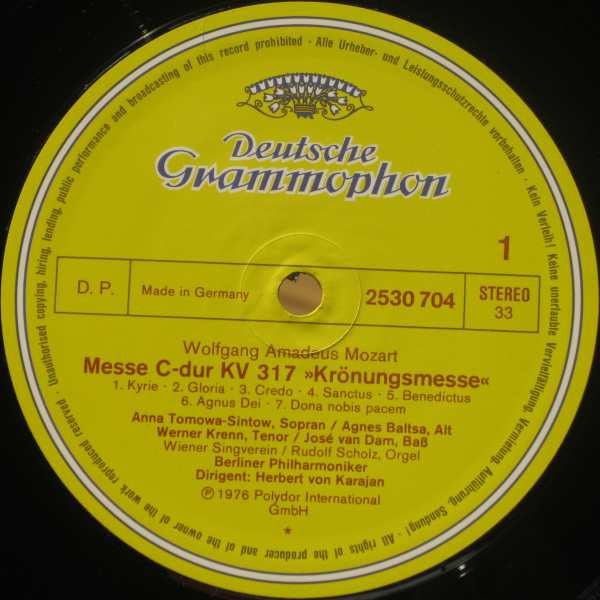 Unauthorised copying, hiring, lending, public performance and broadcasting of this record prohibited · Alle Urheber- und Leistungsschutzrechte vorbehalten · Kein Verleih! Keine unerlaubte Vervielfältigung, Vermietung, Aufführung, Sendung! · All rights of the producer and of the owner of the work reproduced reserved ·
Deutsche
Grammophon
1
D. P.
Made in Germany
2530 704
STEREO
33
Wolfgang Amadeus Mozart
Messe C-dur KV 317 »Krönungsmesse«
1. Kyrie · 2. Gloria · 3. Credo · 4. Sanctus · 5. Benedictus
6. Agnus Dei · 7. Dona nobis pacem
Anna Tomowa-Sintow, Sopran / Agnes Baltsa, Alt
Werner Krenn, Tenor / José van Dam, Baß
Wiener Singverein / Rudolf Scholz, Orgel
Berliner Philharmoniker
Dirigent: Herbert von Karajan
℗ 1976 Polydor International
GmbH
*